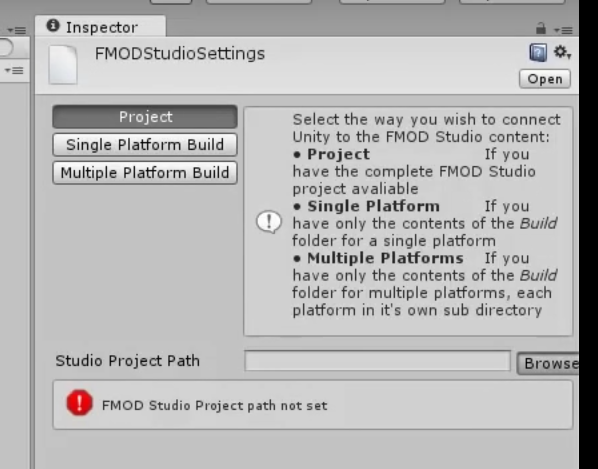 Inspector
FMODStudioSettings
Open
Project
Single Platform Build
Multiple Platform Build
Select the way you wish to connect
Unity to the FMOD Studio content:
• Project If you
have the complete FMOD Studio
project avaliable
• Single Platform If you
have only the contents of the Build
folder for a single platform
• Multiple Platforms If you
have only the contents of the Build
folder for multiple platforms, each
platform in it's own sub directory
Studio Project Path
Browse
FMOD Studio Project path not set